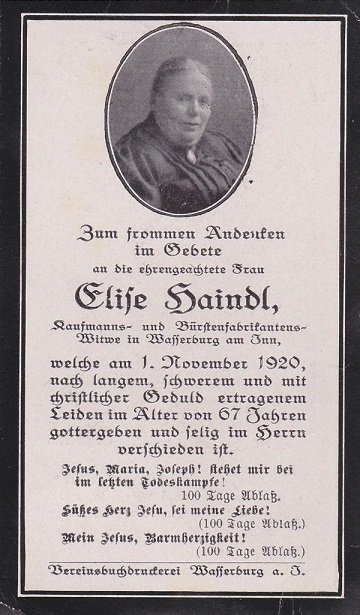 Zum frommen Andenken
im Gebete
an die ehrengeachtete Frau
Elise Haindl,
Kaufmanns- und Bürstenfabrikantens-
Witwe in Wasserburg am Inn,
welche am 1. November 1920,
nach langem, schwerem und mit
christlicher Geduld ertragenem
Leiden im Alter von 67 Jahren
gottergeben und selig im Herrn
verschieden ist.
Jesus, Maria, Joseph! stehet mir bei
im letzten Todeskampfe!
100 Tage Ablaß.
Süßes Herz Jesu, sei meine Liebe!
(100 Tage Ablaß.)
Mein Jesus, Barmherzigkeit!
(100 Tage Ablaß.)
Vereinsbuchdruckerei Wasserburg a. I.